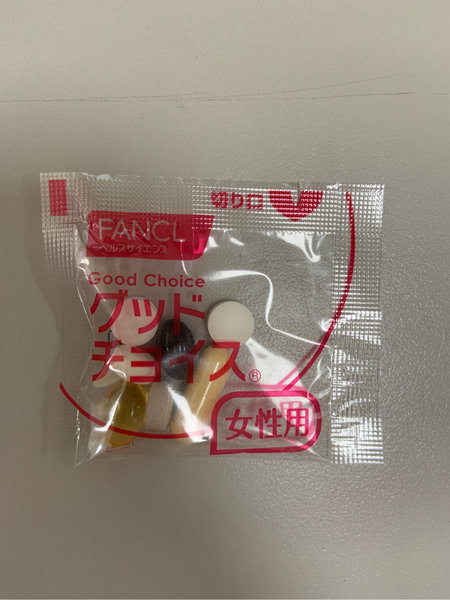 切り口
FANCL
ヘルスサイエンス
Good Choice
グッド
チョイス®
女性用